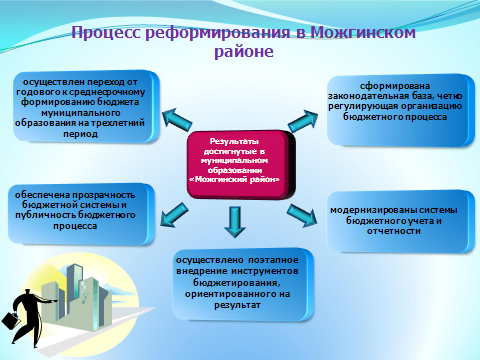 Процесс реформирования в Можгинском
районе
осуществлен переход от
годового к среднесрочному
формированию бюджета
муниципального
образования на трехлетний
период
сформирована
законодательная база, четко
регулирующая организацию
бюджетного процесса
Результаты
достигнутые в
муниципальном
образовании
«Можгинский район»
обеспечена прозрачность
бюджетной системы и
публичность бюджетного
процесса
модернизированы системы
бюджетного учета и
отчетности
осуществлено поэтапное
внедрение инструментов
бюджетирования,
ориентированного на
результат